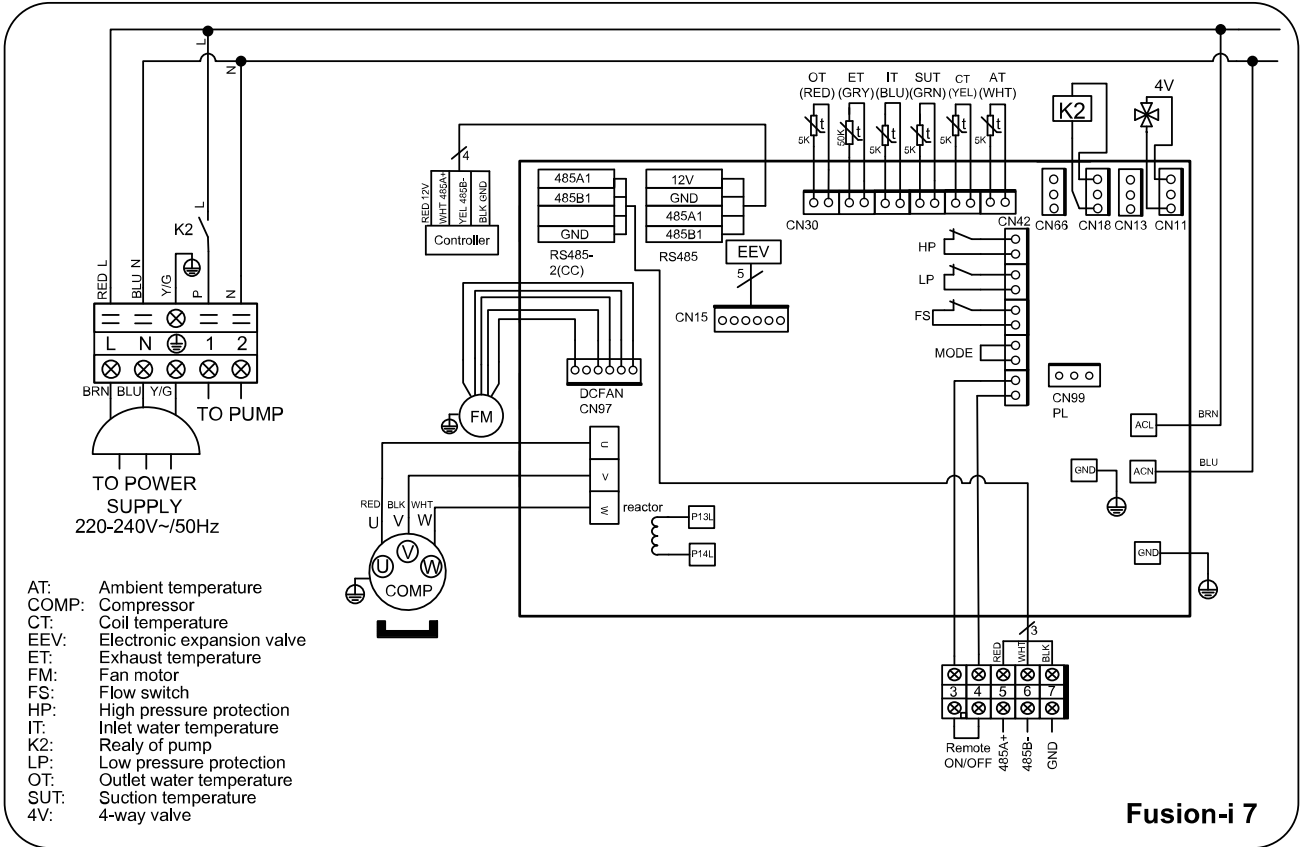 L
N
OT ET IT SUT CT AT
(RED) (GRY) (BLU) (GRN) (YEL) (WHT)
5K 50K 5K 5K 5K 5K
t t t t t t
K2
4V
4
RED 12V
WHT 485A+
YEL 485B-
BLK GND
Controller
485A1
485B1
GND
RS485-
2(CC)
12V
GND
485A1
485B1
RS485
EEV
5
CN15
CN30
CN42
CN66 CN18 CN13 CN11
HP
LP
FS
MODE
CN99
PL
ACL
BRN
ACN
BLU
GND
GND
L
K2
RED L
BLU N
Y/G
P
N
L N 1 2
BRN BLU Y/G
TO PUMP
TO POWER
SUPPLY
220-240V~/50Hz
DCFAN
CN97
FM
U
V
W
reactor
P13L
P14L
RED BLK WHT
U V W
U V W
COMP
3
RED
WHT
BLK
3 4 5 6 7
Remote
ON/OFF
485A+
485B-
GND
AT: Ambient temperature
COMP: Compressor
CT: Coil temperature
EEV: Electronic expansion valve
ET: Exhaust temperature
FM: Fan motor
FS: Flow switch
HP: High pressure protection
IT: Inlet water temperature
K2: Realy of pump
LP: Low pressure protection
OT: Outlet water temperature
SUT: Suction temperature
4V: 4-way valve
Fusion-i 7